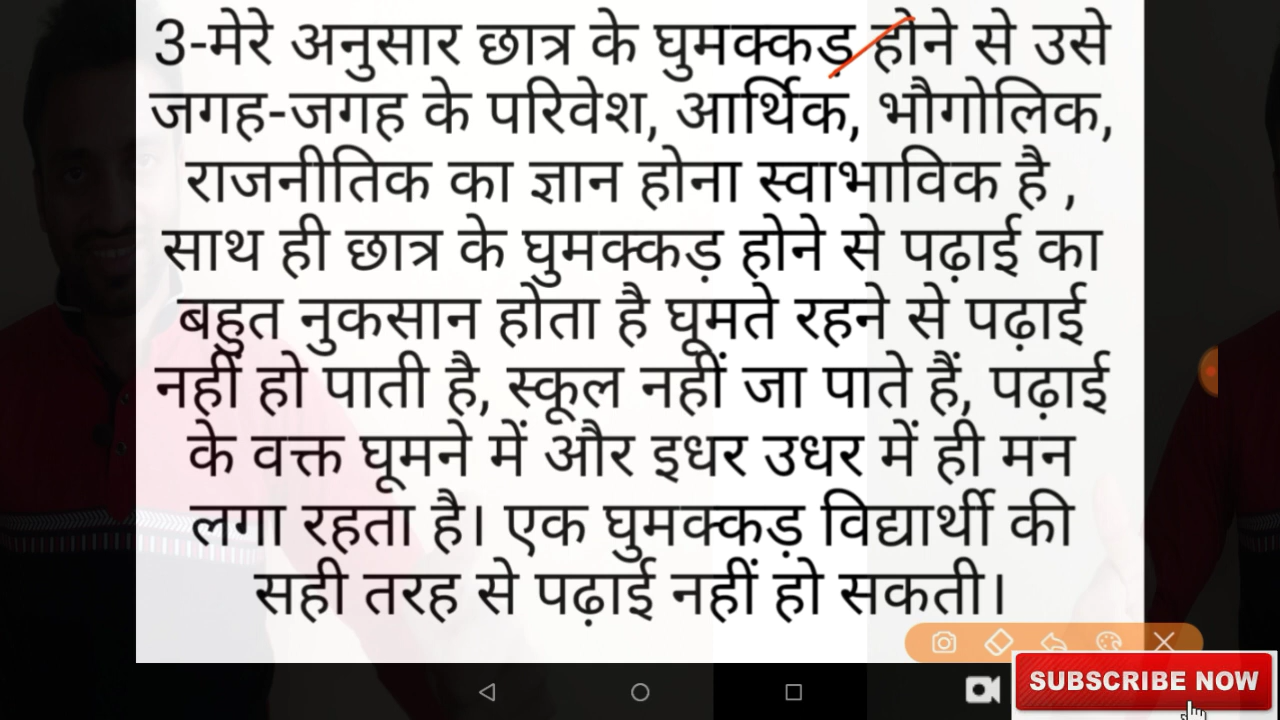 3-मेरे अनुसार छात्र के घुमक्कड़ होने से उसे
जगह-जगह के परिवेश, आर्थिक, भौगोलिक,
राजनीतिक का ज्ञान होना स्वाभाविक है ,
साथ ही छात्र के घुमक्कड़ होने से पढ़ाई का
बहुत नुकसान होता है घूमते रहने से पढ़ाई
नहीं हो पाती है, स्कूल नहीं जा पाते हैं, पढ़ाई
के वक्त घूमने में और इधर उधर में ही मन
लगा रहता है। एक घुमक्कड़ विद्यार्थी की
सही तरह से पढ़ाई नहीं हो सकती।
SUBSCRIBE NOW